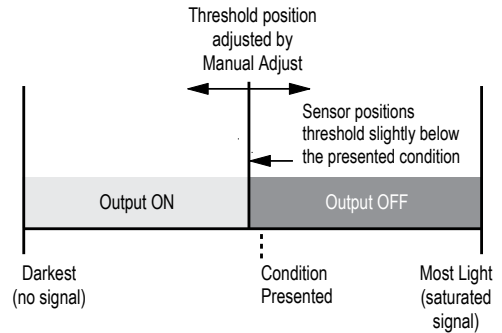 Threshold position
adjusted by
Manual Adjust
Sensor positions
threshold slightly below
the presented condition
Output ON
Output OFF
Darkest
(no signal)
Condition
Presented
Most Light
(saturated
signal)